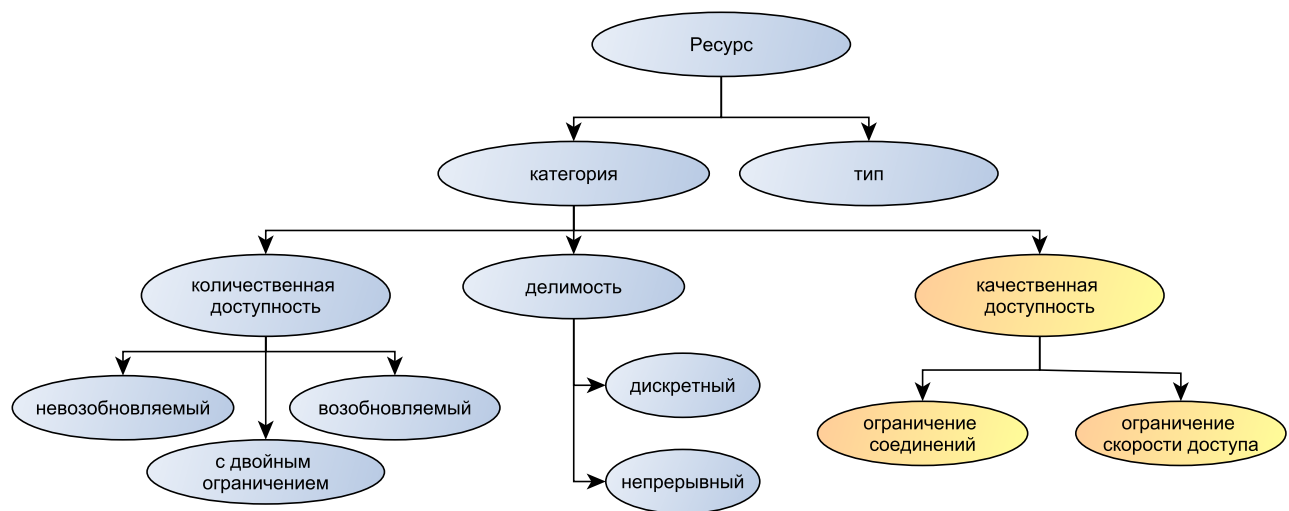 Ресурс
категория
тип
количественная
доступность
делимость
качественная
доступность
невозобновляемый
возобновляемый
с двойным
ограничением
дискретный
непрерывный
ограничение
соединений
ограничение
скорости доступа